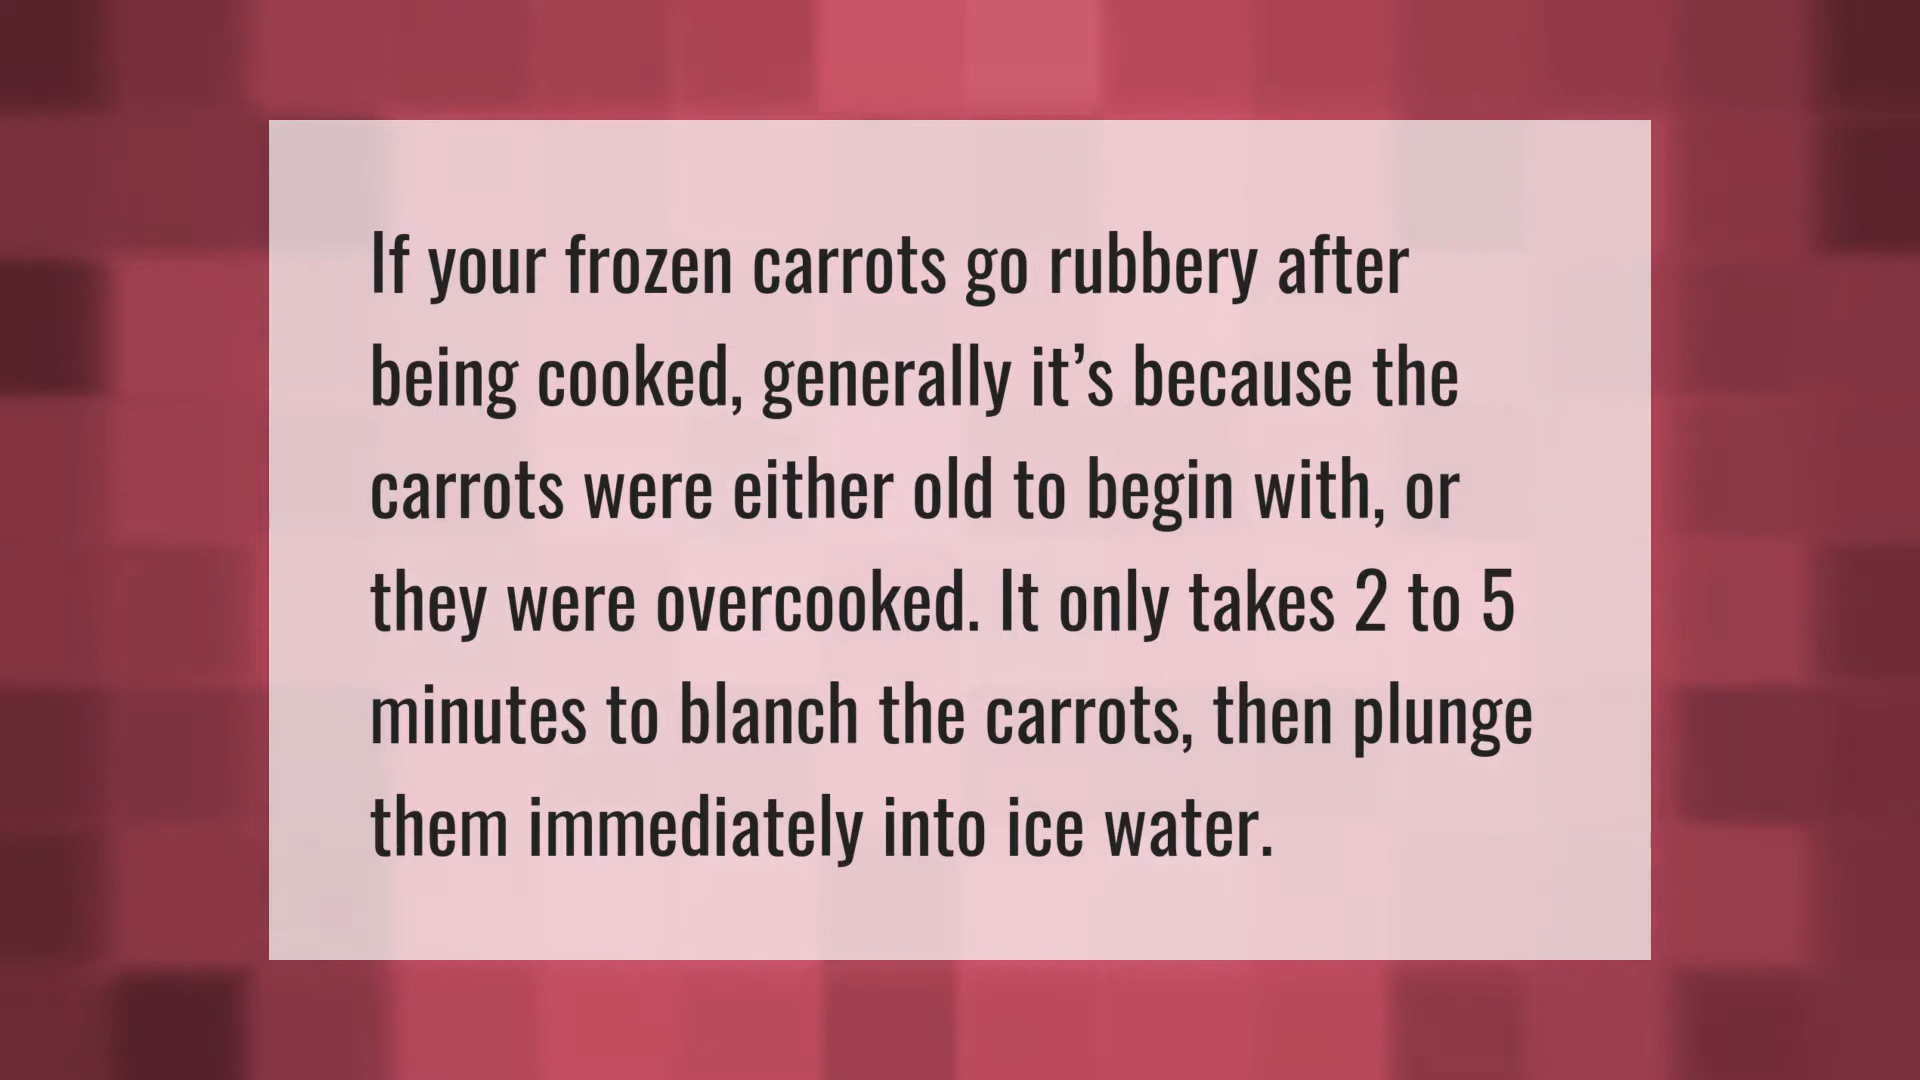 If your frozen carrots go rubbery after
being cooked, generally it’s because the
carrots were either old to begin with, or
they were overcooked. It only takes 2 to 5
minutes to blanch the carrots, then plunge
them immediately into ice water.